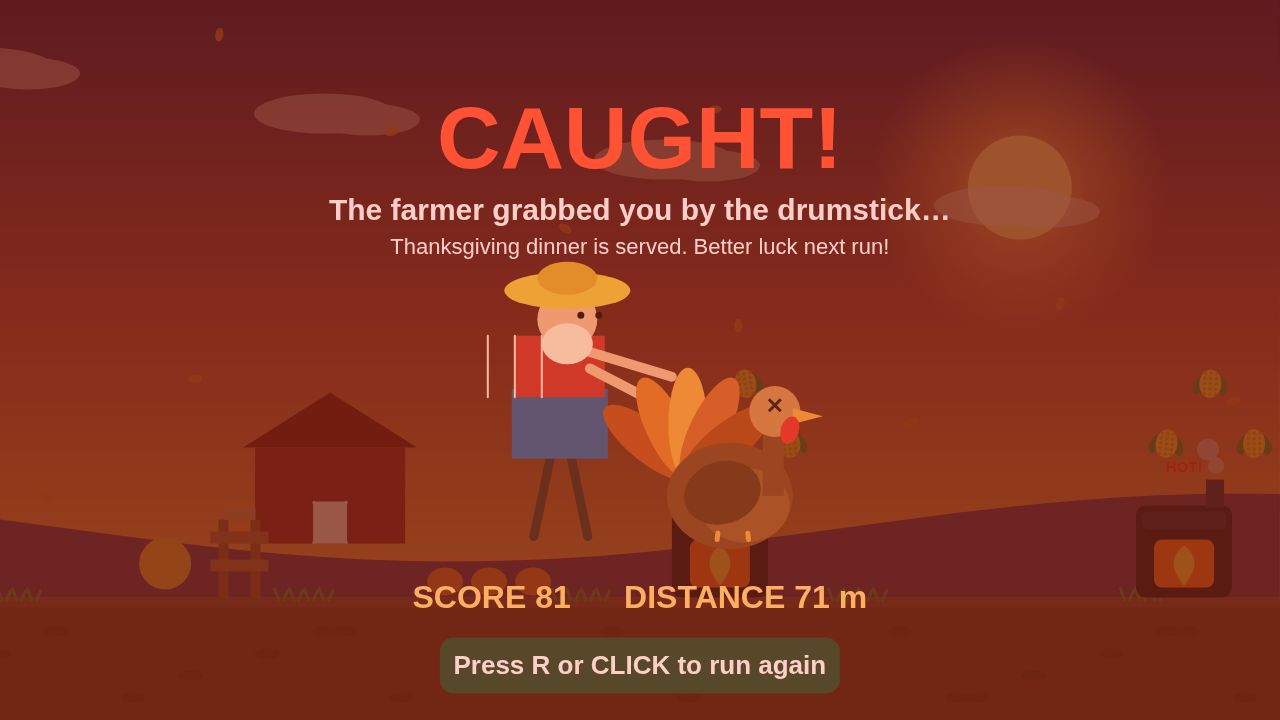 CAUGHT!
The farmer grabbed you by the drumstick…
Thanksgiving dinner is served. Better luck next run!
HOT!
SCORE 81 DISTANCE 71 m
Press R or CLICK to run again